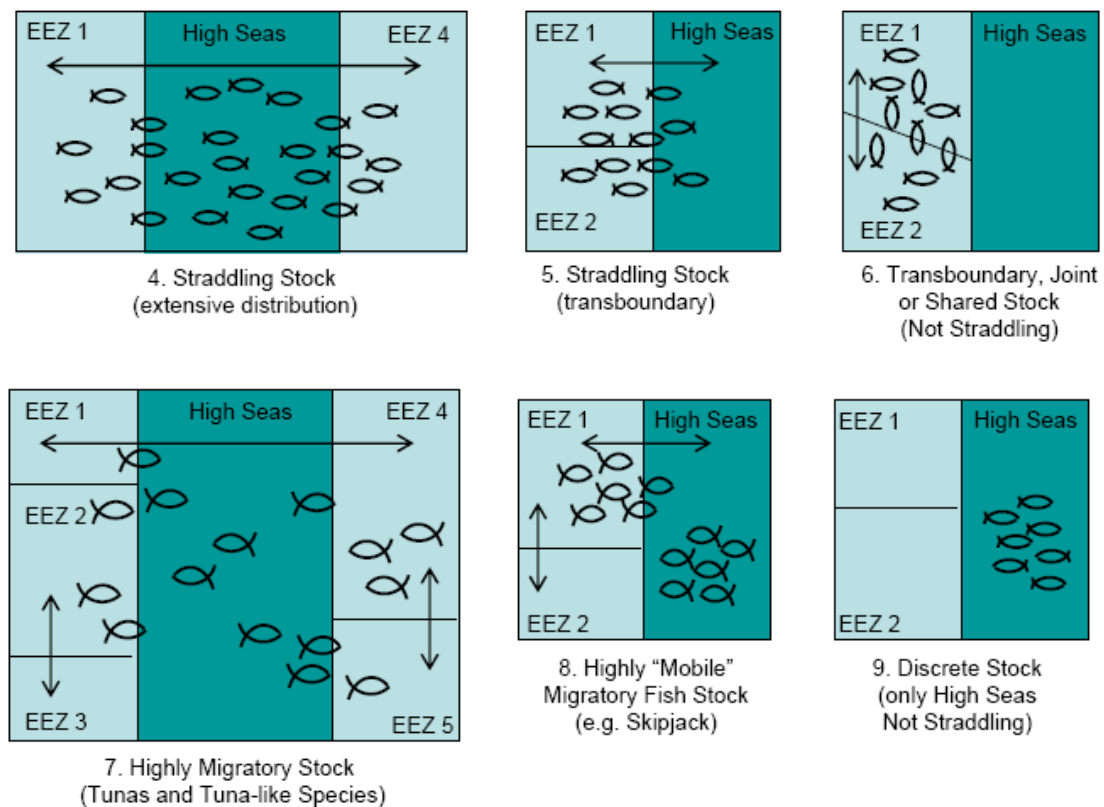 EEZ 1
High Seas
EEZ 4
4. Straddling Stock
(extensive distribution)
EEZ 1
High Seas
EEZ 2
5. Straddling Stock
(transboundary)
EEZ 1
High Seas
EEZ 2
6. Transboundary, Joint
or Shared Stock
(Not Straddling)
EEZ 1
High Seas
EEZ 4
EEZ 2
EEZ 3
EEZ 5
7. Highly Migratory Stock
(Tunas and Tuna-like Species)
EEZ 1
High Seas
EEZ 2
8. Highly “Mobile”
Migratory Fish Stock
(e.g. Skipjack)
EEZ 1
High Seas
EEZ 2
9. Discrete Stock
(only High Seas
Not Straddling)